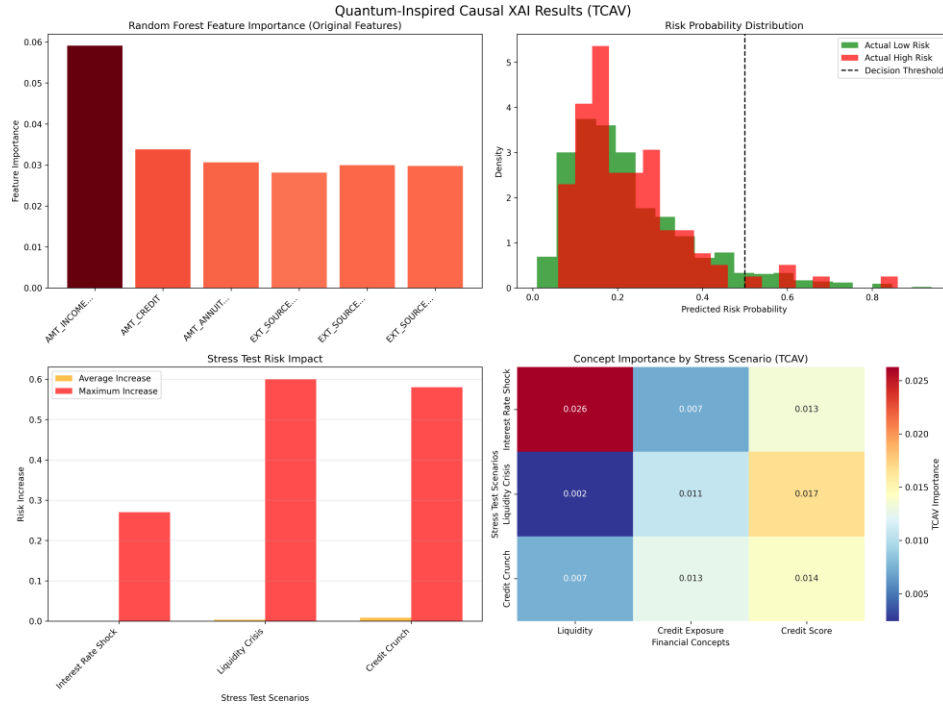 Quantum-Inspired Causal XAI Results (TCAV)
Random Forest Feature Importance (Original Features)
Feature Importance
0.06
0.05
0.04
0.03
0.02
0.01
0.00
AMT_INCOME...
AMT_CREDIT
AMT_ANNUIT...
EXT_SOURCE...
EXT_SOURCE...
EXT_SOURCE...
Risk Probability Distribution
Actual Low Risk
Actual High Risk
Decision Threshold
Density
5
4
3
2
1
0
0.0 0.2 0.4 0.6 0.8
Predicted Risk Probability
Stress Test Risk Impact
Average Increase
Maximum Increase
Risk Increase
0.6
0.5
0.4
0.3
0.2
0.1
0.0
Interest Rate Shock
Liquidity Crisis
Credit Crunch
Stress Test Scenarios
Concept Importance by Stress Scenario (TCAV)
Stress Test Scenarios
Interest Rate Shock
Liquidity Crisis
Credit Crunch
0.026 0.007 0.013
0.002 0.011 0.017
0.007 0.013 0.014
Liquidity Credit Exposure Credit Score
Financial Concepts
0.025
0.020
0.015
0.010
0.005
TCAV Importance